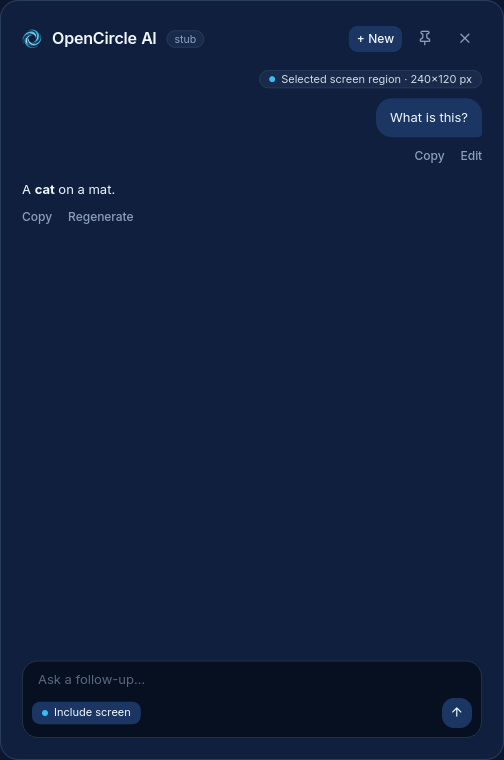 OpenCircle AI stub + New
Selected screen region · 240×120 px
What is this?
Copy Edit
A cat on a mat.
Copy Regenerate
Ask a follow-up...
Include screen